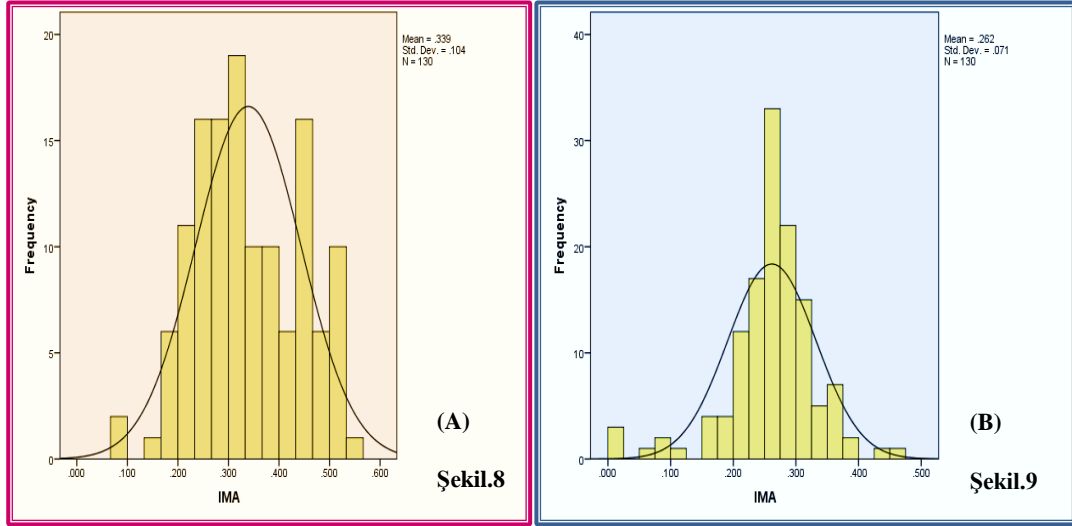 Mean = .339
Std. Dev. = .104
N = 130
20
15
10
5
0
Frequency
.000 .100 .200 .300 .400 .500 .600
IMA
(A)
Şekil.8
Mean = .262
Std. Dev. = .071
N = 130
40
30
20
10
0
Frequency
.000 .100 .200 .300 .400 .500
IMA
(B)
Şekil.9